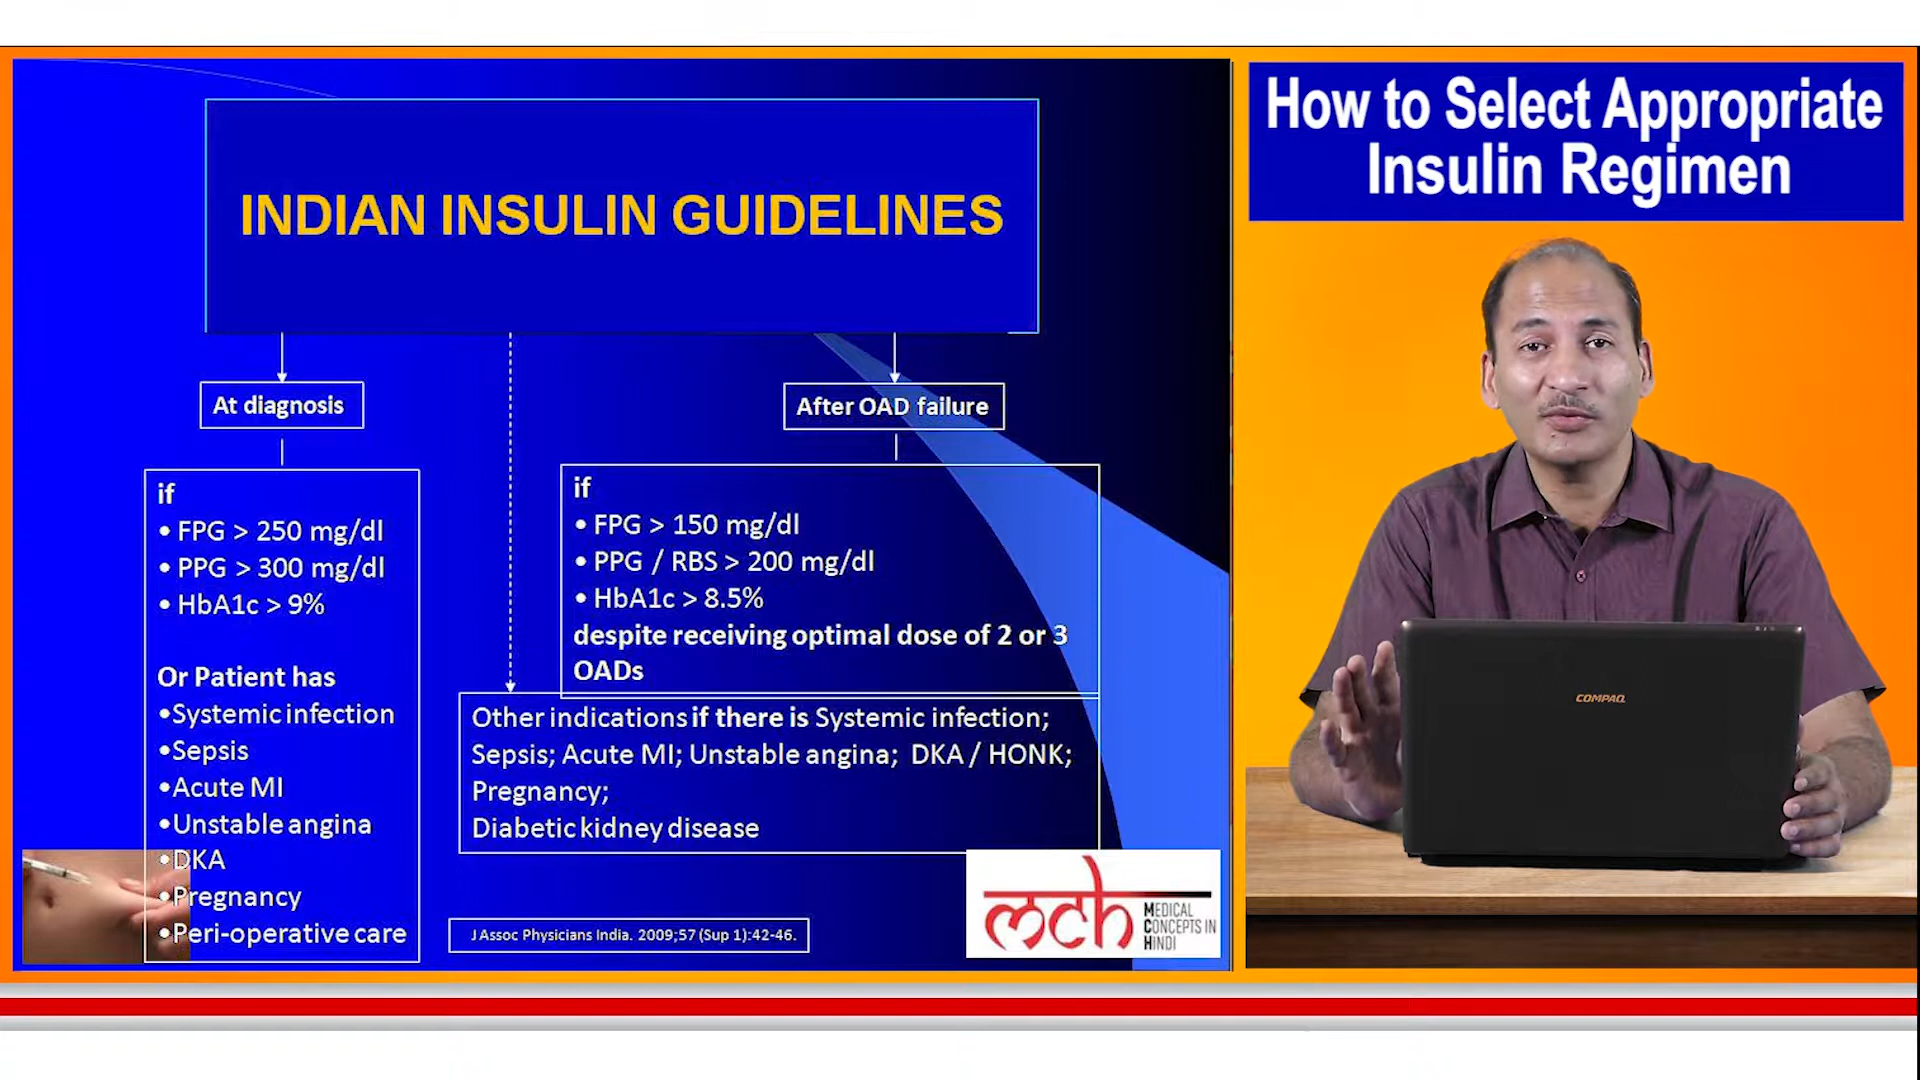 INDIAN INSULIN GUIDELINES
At diagnosis
if
• FPG > 250 mg/dl
• PPG > 300 mg/dl
• HbA1c > 9%
Or Patient has
•Systemic infection
•Sepsis
•Acute MI
•Unstable angina
•DKA
•Pregnancy
•Peri-operative care
After OAD failure
if
• FPG > 150 mg/dl
• PPG / RBS > 200 mg/dl
• HbA1c > 8.5%
despite receiving optimal dose of 2 or 3
OADs
Other indications if there is Systemic infection;
Sepsis; Acute MI; Unstable angina; DKA / HONK;
Pregnancy;
Diabetic kidney disease
J Assoc Physicians India. 2009;57 (Sup 1):42-46.
mch
MEDICAL
CONCEPTS IN
HINDI
How to Select Appropriate
Insulin Regimen
COMPAQ